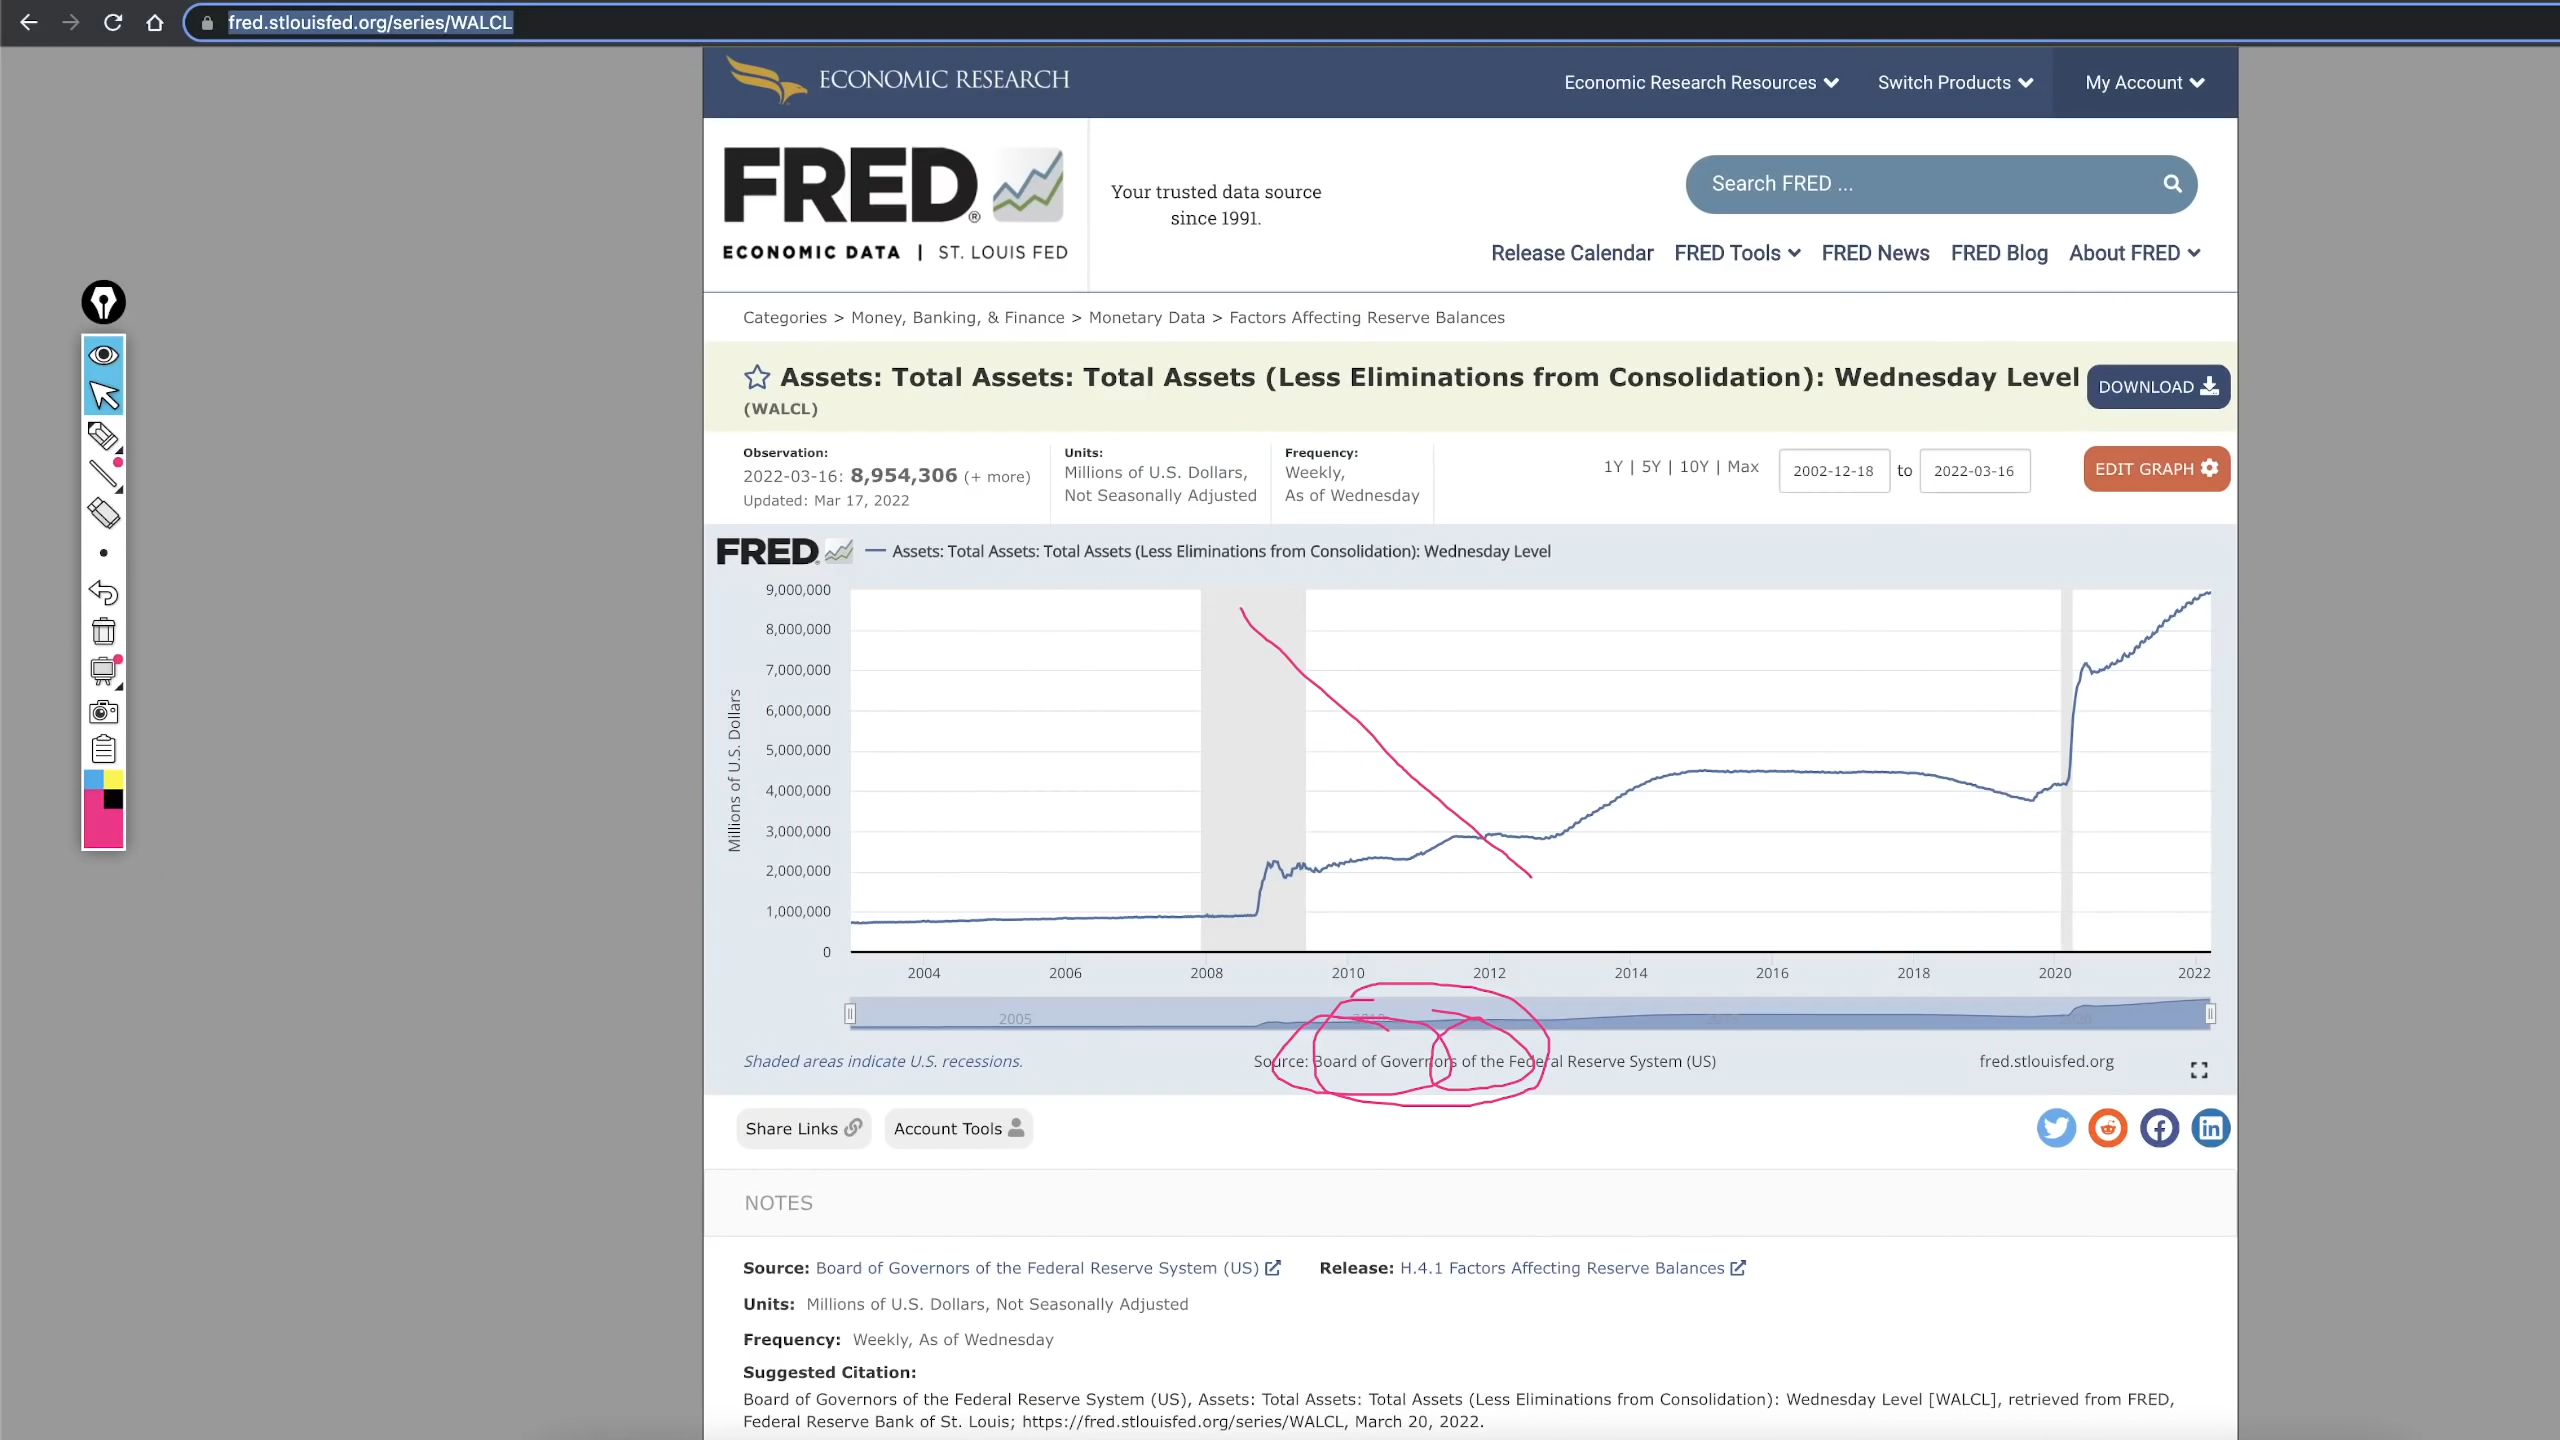 fred.stlouisfed.org/series/WALCL
ECONOMIC RESEARCH
Economic Research Resources
Switch Products
My Account
FRED®
ECONOMIC DATA | ST. LOUIS FED
Your trusted data source
since 1991.
Search FRED ...
Release Calendar
FRED Tools
FRED News
FRED Blog
About FRED
Categories > Money, Banking, & Finance > Monetary Data > Factors Affecting Reserve Balances
Assets: Total Assets: Total Assets (Less Eliminations from Consolidation): Wednesday Level
(WALCL)
DOWNLOAD
Observation:
2022-03-16: 8,954,306 (+ more)
Updated: Mar 17, 2022
Units:
Millions of U.S. Dollars,
Not Seasonally Adjusted
Frequency:
Weekly,
As of Wednesday
1Y | 5Y | 10Y | Max
2002-12-18 to 2022-03-16
EDIT GRAPH
FRED
Assets: Total Assets: Total Assets (Less Eliminations from Consolidation): Wednesday Level
Millions of U.S. Dollars
9,000,000
8,000,000
7,000,000
6,000,000
5,000,000
4,000,000
3,000,000
2,000,000
1,000,000
0
2004 2006 2008 2010 2012 2014 2016 2018 2020 2022
2005
Shaded areas indicate U.S. recessions.
Source: Board of Governors of the Federal Reserve System (US)
fred.stlouisfed.org
Share Links
Account Tools
NOTES
Source: Board of Governors of the Federal Reserve System (US)
Release: H.4.1 Factors Affecting Reserve Balances
Units: Millions of U.S. Dollars, Not Seasonally Adjusted
Frequency: Weekly, As of Wednesday
Suggested Citation:
Board of Governors of the Federal Reserve System (US), Assets: Total Assets: Total Assets (Less Eliminations from Consolidation): Wednesday Level [WALCL], retrieved from FRED,
Federal Reserve Bank of St. Louis; https://fred.stlouisfed.org/series/WALCL, March 20, 2022.